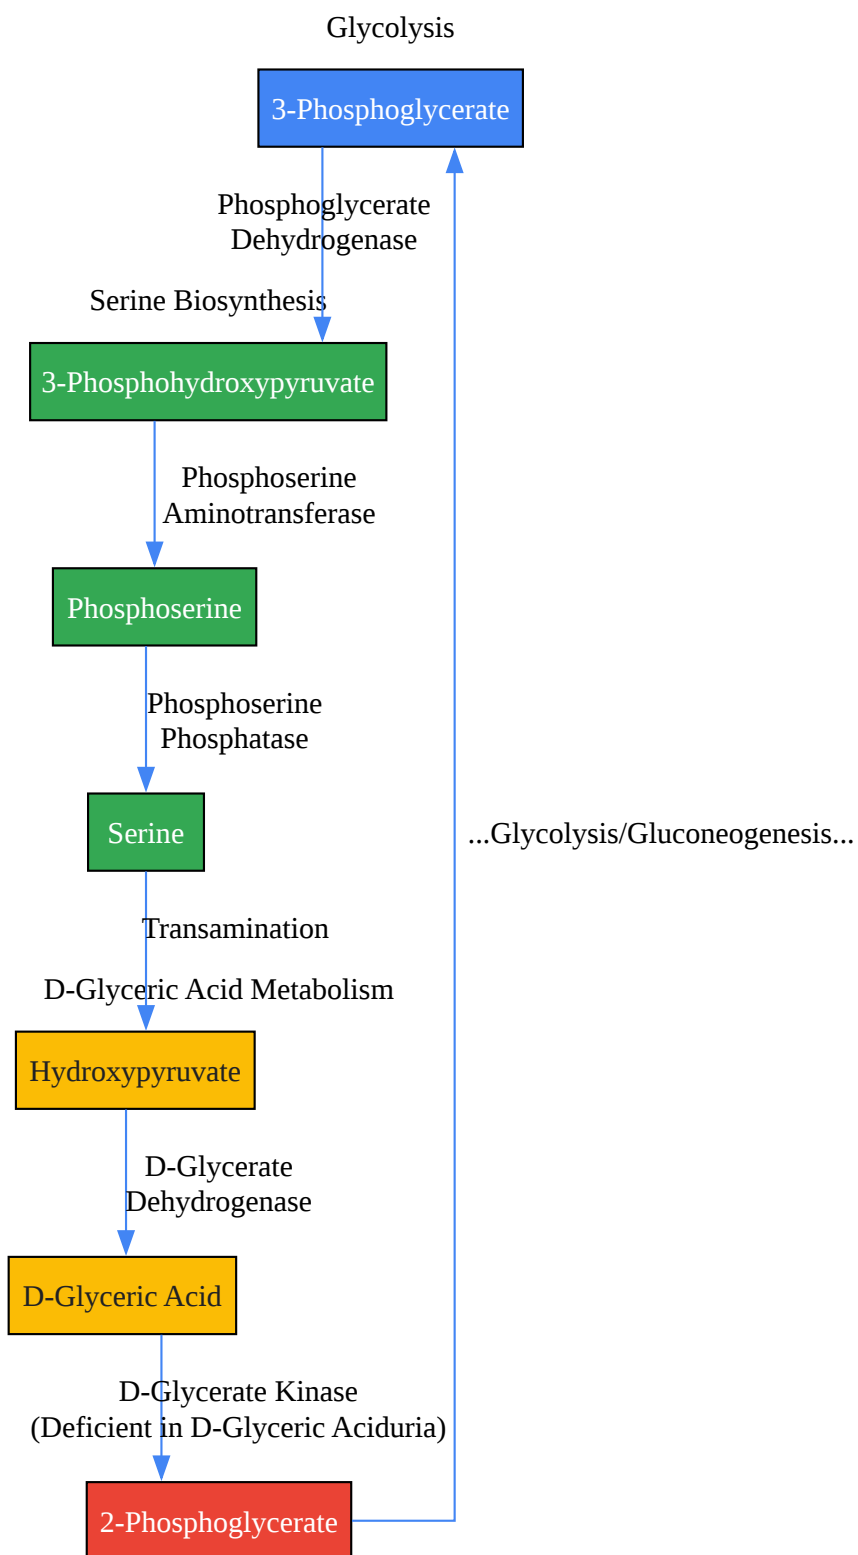 Glycolysis
3-Phosphoglycerate
Phosphoglycerate
Dehydrogenase
Serine Biosynthesis
3-Phosphohydroxypyruvate
Phosphoserine
Aminotransferase
Phosphoserine
Phosphoserine
Phosphatase
Serine
...Glycolysis/Gluconeogenesis...
Transamination
D-Glyceric Acid Metabolism
Hydroxypyruvate
D-Glycerate
Dehydrogenase
D-Glyceric Acid
D-Glycerate Kinase
(Deficient in D-Glyceric Aciduria)
2-Phosphoglycerate